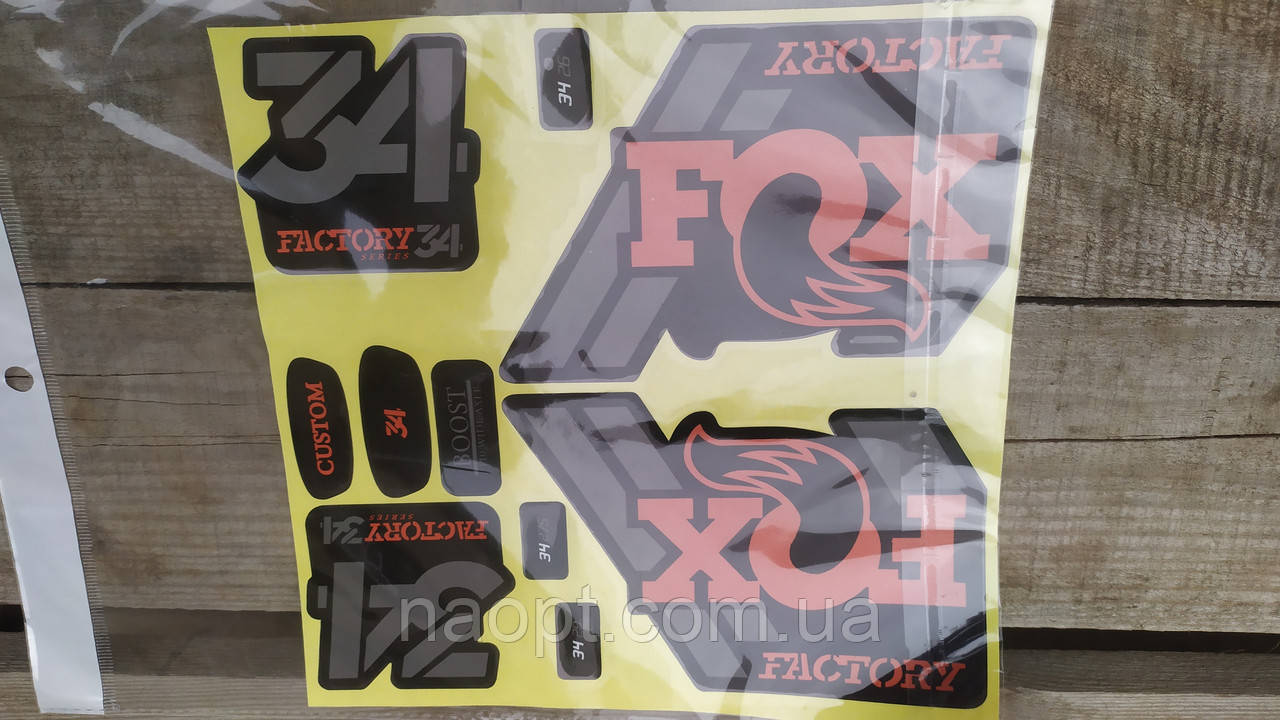 34
FACTORY 34
SERIES
34
FACTORY
FOX
CUSTOM
34
BOOST
FACTORY 34
SERIES
34
34
34
FOX
FACTORY
naopt.com.ua